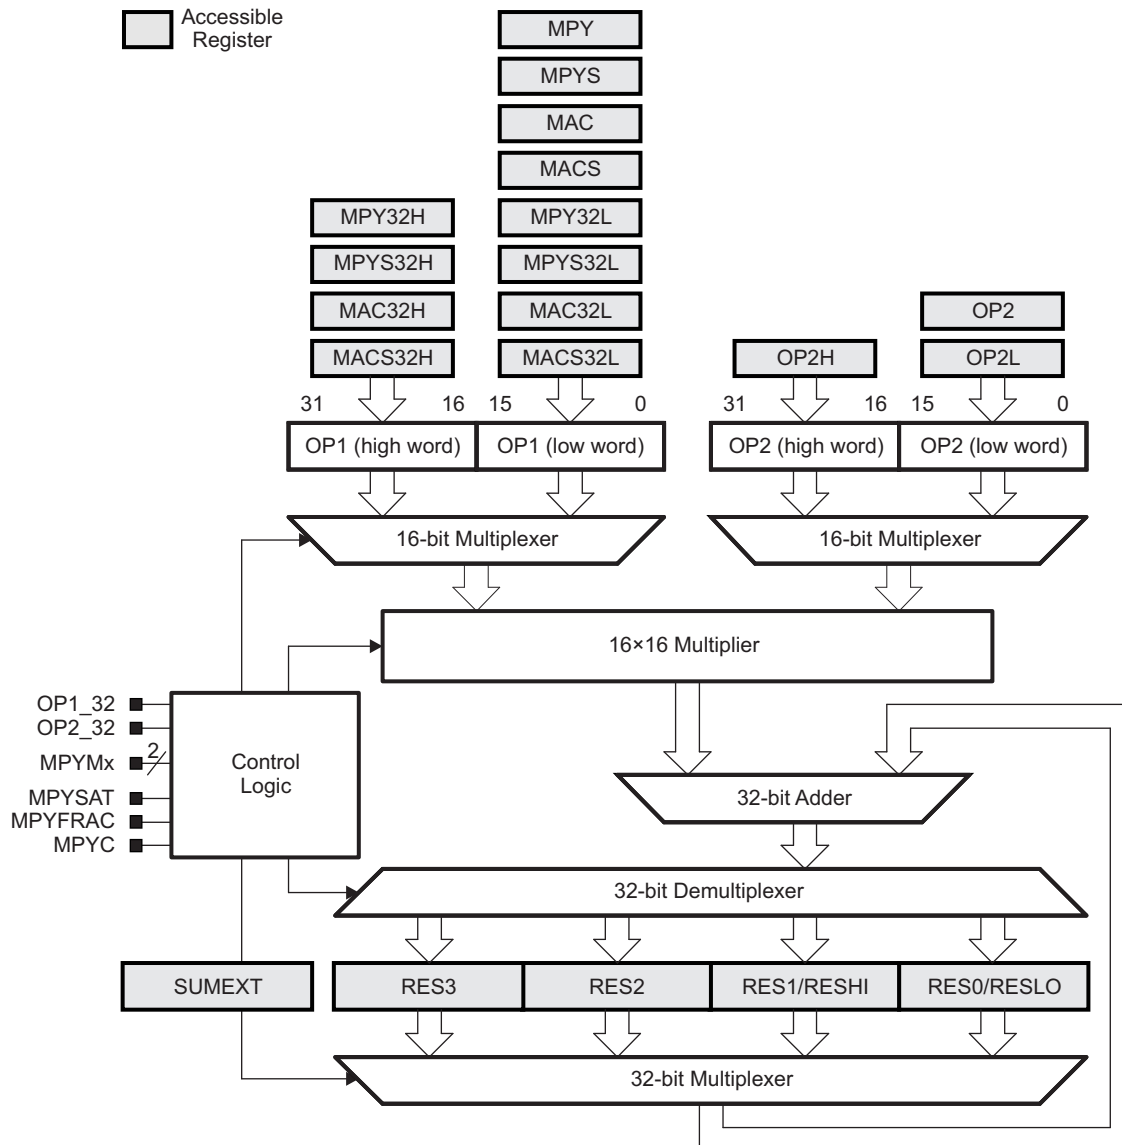 Accessible
Register
MPY
MPYS
MAC
MACS
MPY32H
MPY32L
MPYS32H
MPYS32L
MAC32H
MAC32L
OP2
MACS32H
MACS32L
OP2H
OP2L
31
16
15
0
31
16
15
0
OP1 (high word)
OP1 (low word)
OP2 (high word)
OP2 (low word)
16-bit Multiplexer
16-bit Multiplexer
16×16 Multiplier
OP1_32
OP2_32
MPYMx
2
MPYSAT
MPYFRAC
MPYC
Control
Logic
32-bit Adder
32-bit Demultiplexer
SUMEXT
RES3
RES2
RES1/RESHI
RES0/RESLO
32-bit Multiplexer